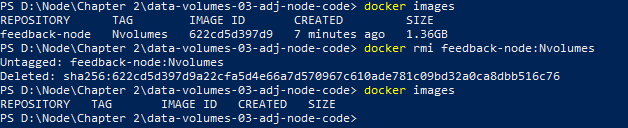 PS D:\Node\Chapter 2\data-volumes-03-adj-node-code> docker images
REPOSITORY TAG IMAGE ID CREATED SIZE
feedback-node Nvolumes 622cd5d397d9 7 minutes ago 1.36GB
PS D:\Node\Chapter 2\data-volumes-03-adj-node-code> docker rmi feedback-node:Nvolumes
Untagged: feedback-node:Nvolumes
Deleted: sha256:622cd5d397d9a22cfa5d4e66a7d570967c610ade781c09bd32a0ca8dbb516c76
PS D:\Node\Chapter 2\data-volumes-03-adj-node-code> docker images
REPOSITORY TAG IMAGE ID CREATED SIZE
PS D:\Node\Chapter 2\data-volumes-03-adj-node-code>